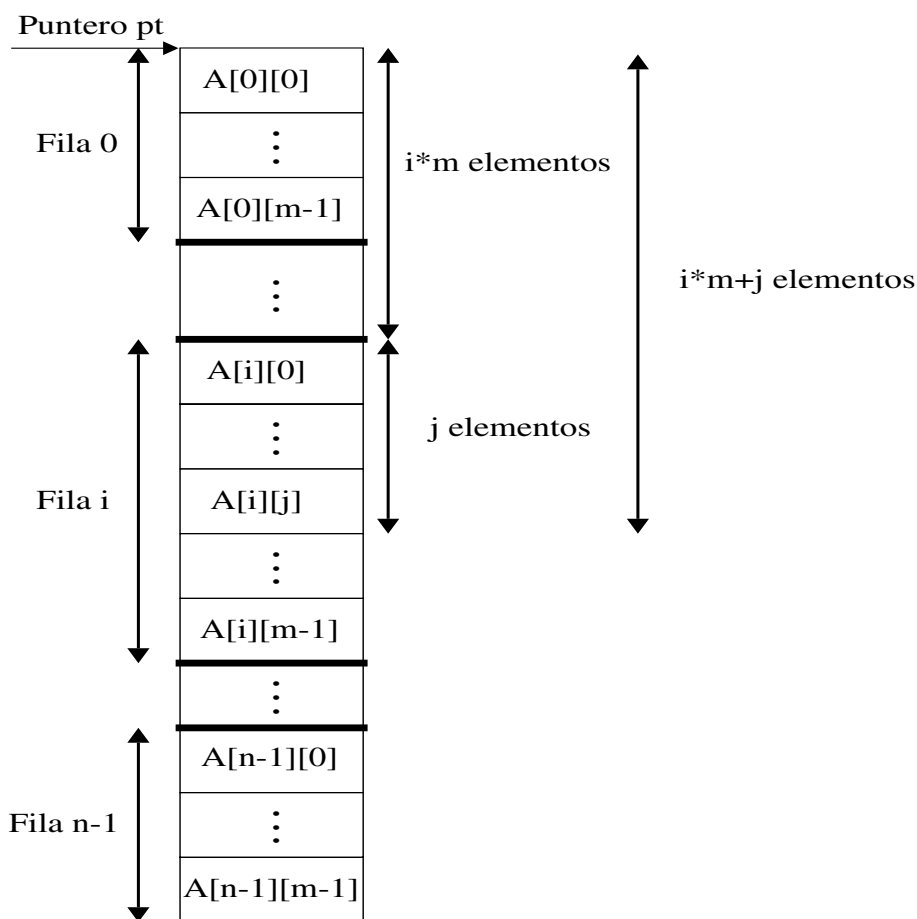 Puntero pt
A[0][0]
Fila 0
i*m elementos
A[0][m-1]
i*m+j elementos
A[i][0]
j elementos
Fila i
A[i][j]
A[i][m-1]
A[n-1][0]
Fila n-1
A[n-1][m-1]